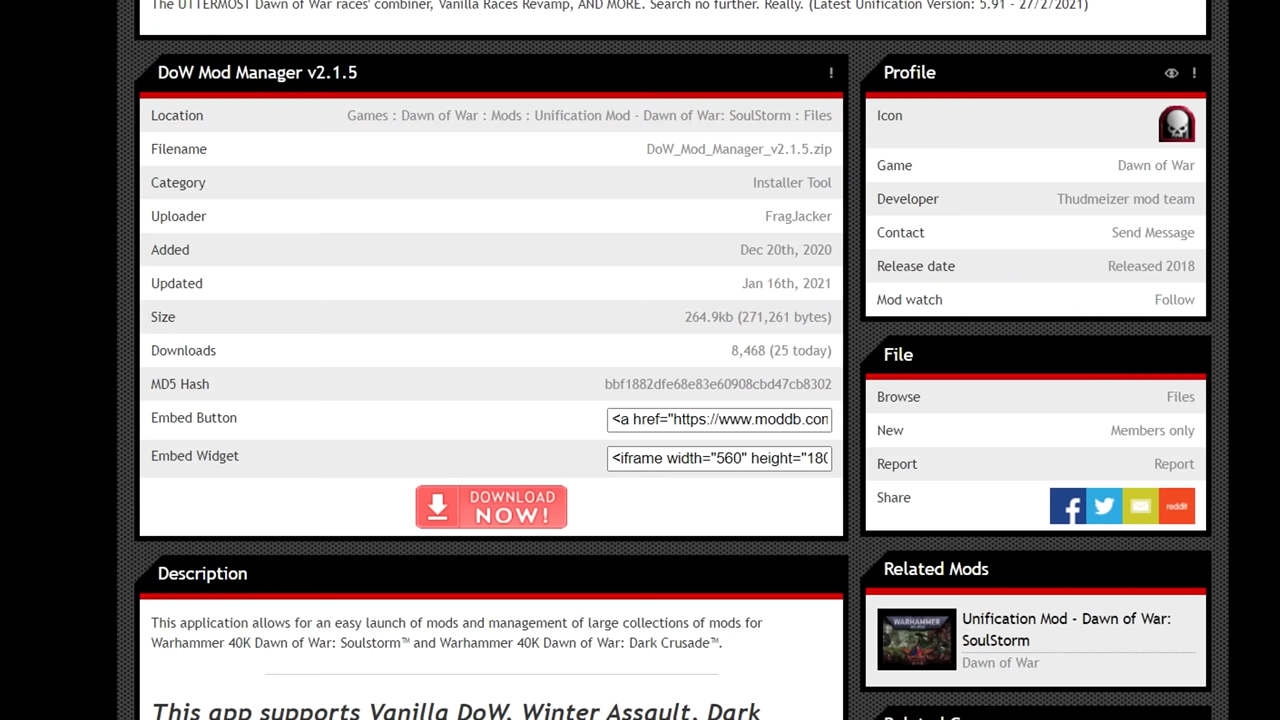 The UTTERMOST Dawn of War races' combiner, Vanilla Races Revamp, AND MORE. Search no further. Really. (Latest Unification Version: 5.91 - 27/2/2021)
DoW Mod Manager v2.1.5 !
Location Games : Dawn of War : Mods : Unification Mod - Dawn of War: SoulStorm : Files
Filename DoW_Mod_Manager_v2.1.5.zip
Category Installer Tool
Uploader FragJacker
Added Dec 20th, 2020
Updated Jan 16th, 2021
Size 264.9kb (271,261 bytes)
Downloads 8,468 (25 today)
MD5 Hash bbf1882dfe68e83e60908cbd47cb8302
Embed Button <a href="https://www.moddb.con
Embed Widget <iframe width="560" height="180
DOWNLOAD
NOW!
Description
This application allows for an easy launch of mods and management of large collections of mods for
Warhammer 40K Dawn of War: Soulstorm™ and Warhammer 40K Dawn of War: Dark Crusade™.
This app supports Vanilla DoW, Winter Assault, Dark
Profile !
Icon
Game Dawn of War
Developer Thudmeizer mod team
Contact Send Message
Release date Released 2018
Mod watch Follow
File
Browse Files
New Members only
Report Report
Share reddit
Related Mods
WARHAMMER
Unification Mod - Dawn of War:
SoulStorm
Dawn of War